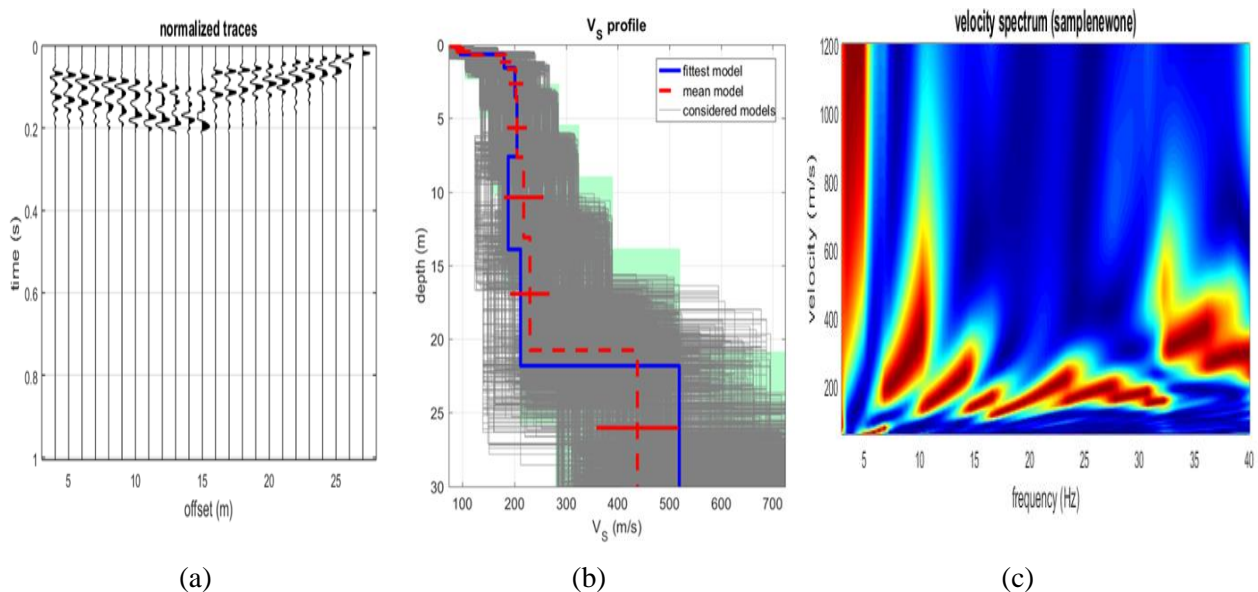 normalized traces
0
0.2
0.4
0.6
0.8
1
time (s)
5 10 15 20 25
offset (m)
(a)
V_S profile
0
5
10
15
20
25
30
depth (m)
fittest model
mean model
considered models
100 200 300 400 500 600 700
V_S (m/s)
(b)
velocity spectrum (samplenewone)
1200
1000
800
600
400
200
velocity (m/s)
5 10 15 20 25 30 35 40
frequency (Hz)
(c)